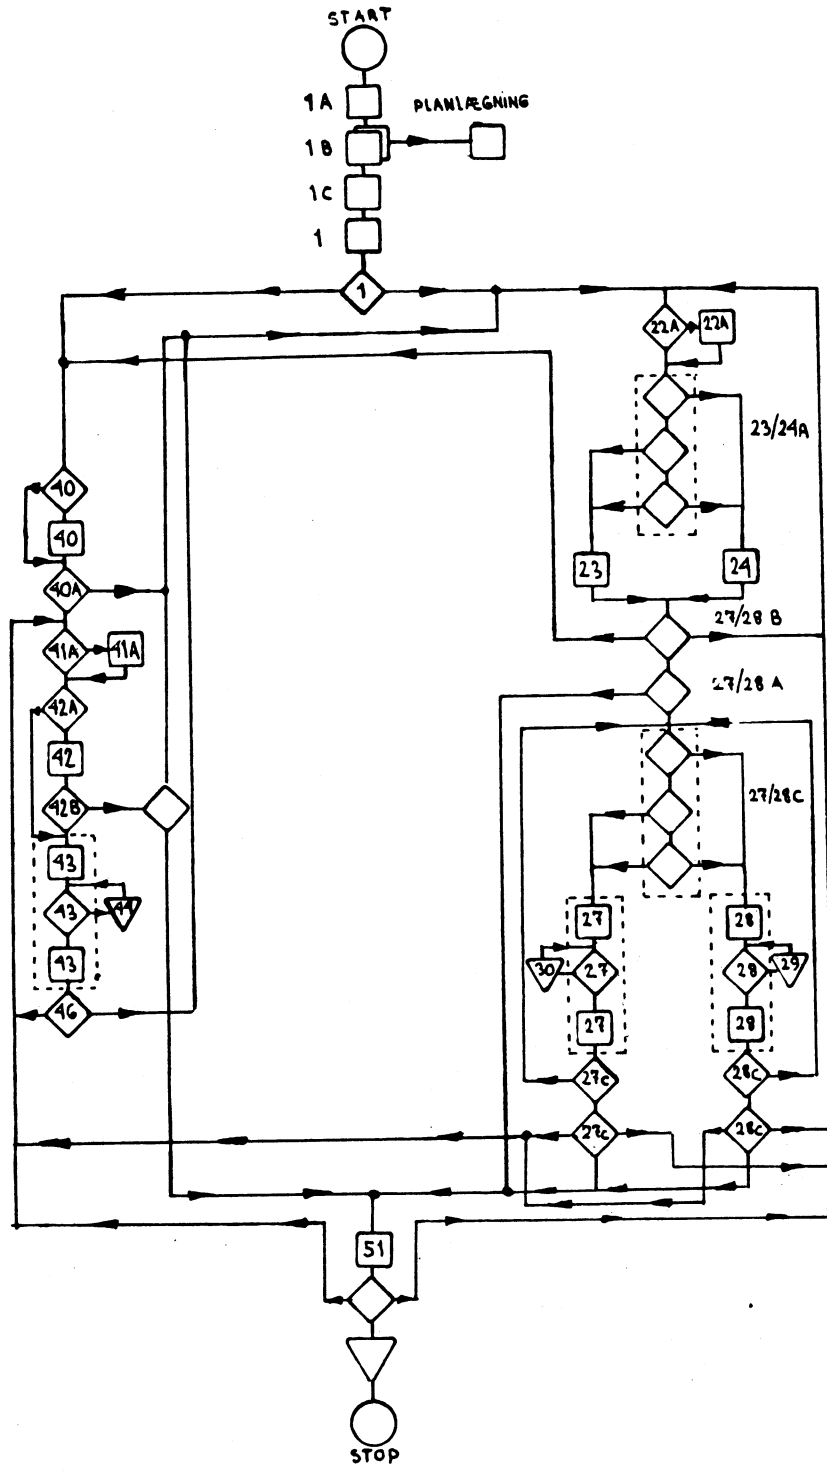 START
1A
PLANLÆGNING
1B
1C
1
1
22A
22A
23/24A
40
40
23
24
40A
27/28 B
41A
41A
27/28 A
42A
42
42B
27/28C
43
43
44
27
28
30
27
28
29
43
46
27
28
27C
28C
27C
28C
51
STOP